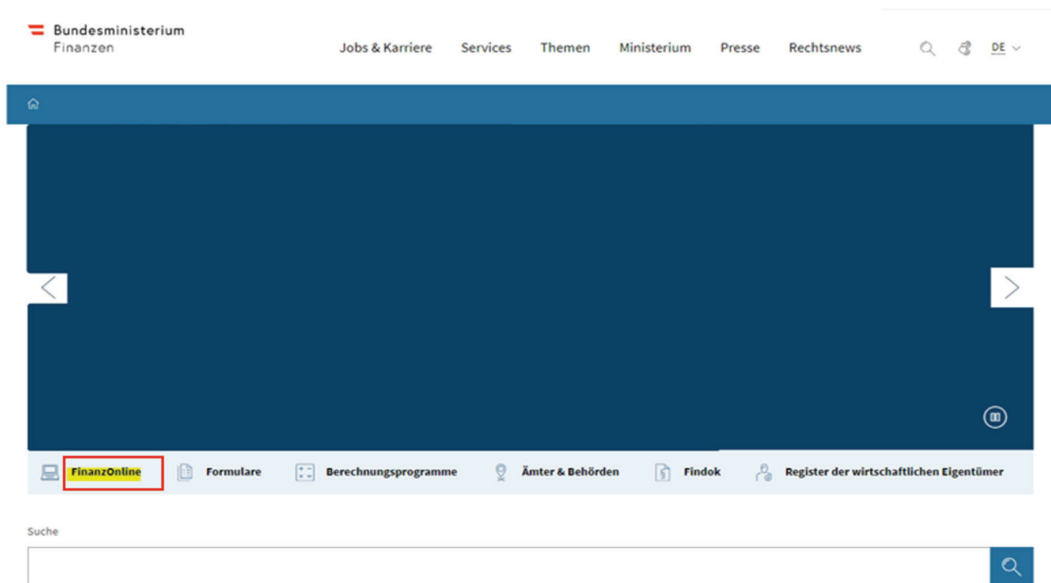 Bundesministerium
Finanzen
Jobs & Karriere Services Themen Ministerium Presse Rechtsnews DE
FinanzOnline Formulare Berechnungsprogramme Ämter & Behörden Findok Register der wirtschaftlichen Eigentümer
Suche